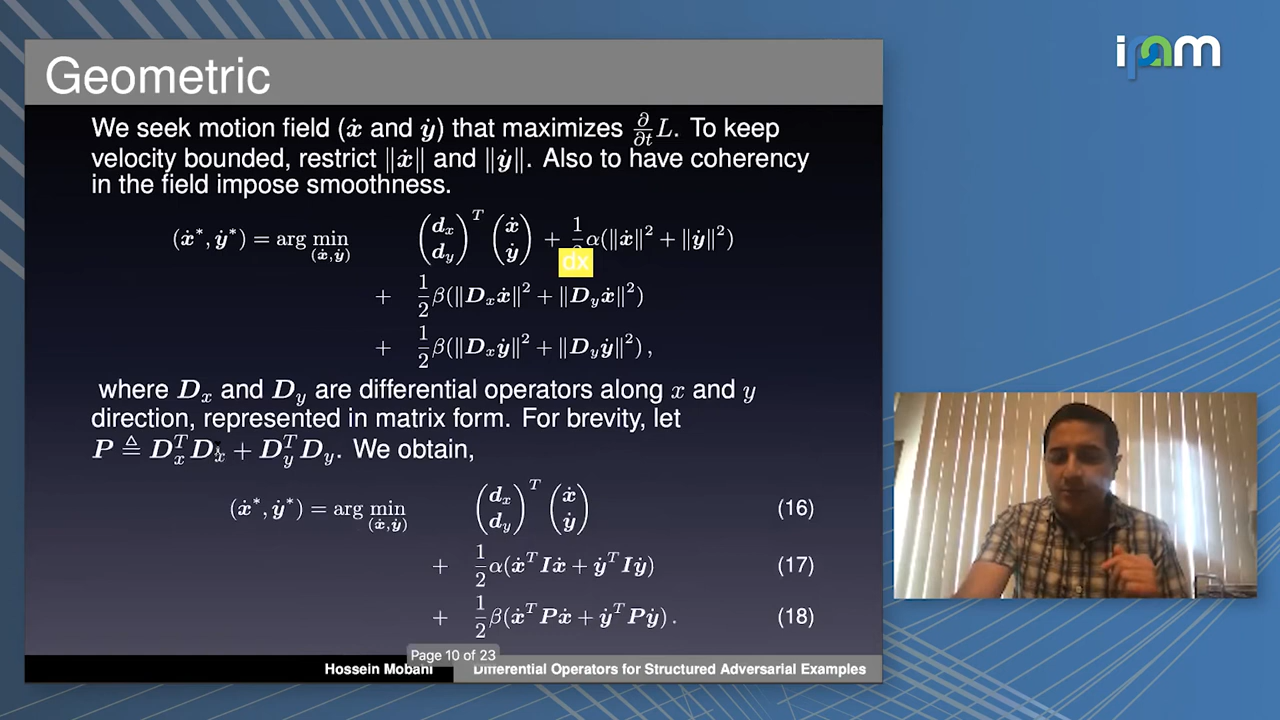 ipam
Geometric
We seek motion field (ẋ and ẏ) that maximizes ∂/∂t L. To keep
velocity bounded, restrict ‖ẋ‖ and ‖ẏ‖. Also to have coherency
in the field impose smoothness.
(ẋ*, ẏ*) = arg min_(ẋ,ẏ) (d_x d_y)^T (ẋ ẏ) + 1/2 α(‖ẋ‖² + ‖ẏ‖²)
dx
+ 1/2 β(‖D_x ẋ‖² + ‖D_y ẋ‖²)
+ 1/2 β(‖D_x ẏ‖² + ‖D_y ẏ‖²) ,
where D_x and D_y are differential operators along x and y
direction, represented in matrix form. For brevity, let
P ≜ D_x^T D_x + D_y^T D_y. We obtain,
(ẋ*, ẏ*) = arg min_(ẋ,ẏ) (d_x d_y)^T (ẋ ẏ) (16)
+ 1/2 α(ẋ^T I ẋ + ẏ^T I ẏ) (17)
+ 1/2 β(ẋ^T P ẋ + ẏ^T P ẏ) . (18)
Page 10 of 23
Hossein Mobahi Differential Operators for Structured Adversarial Examples